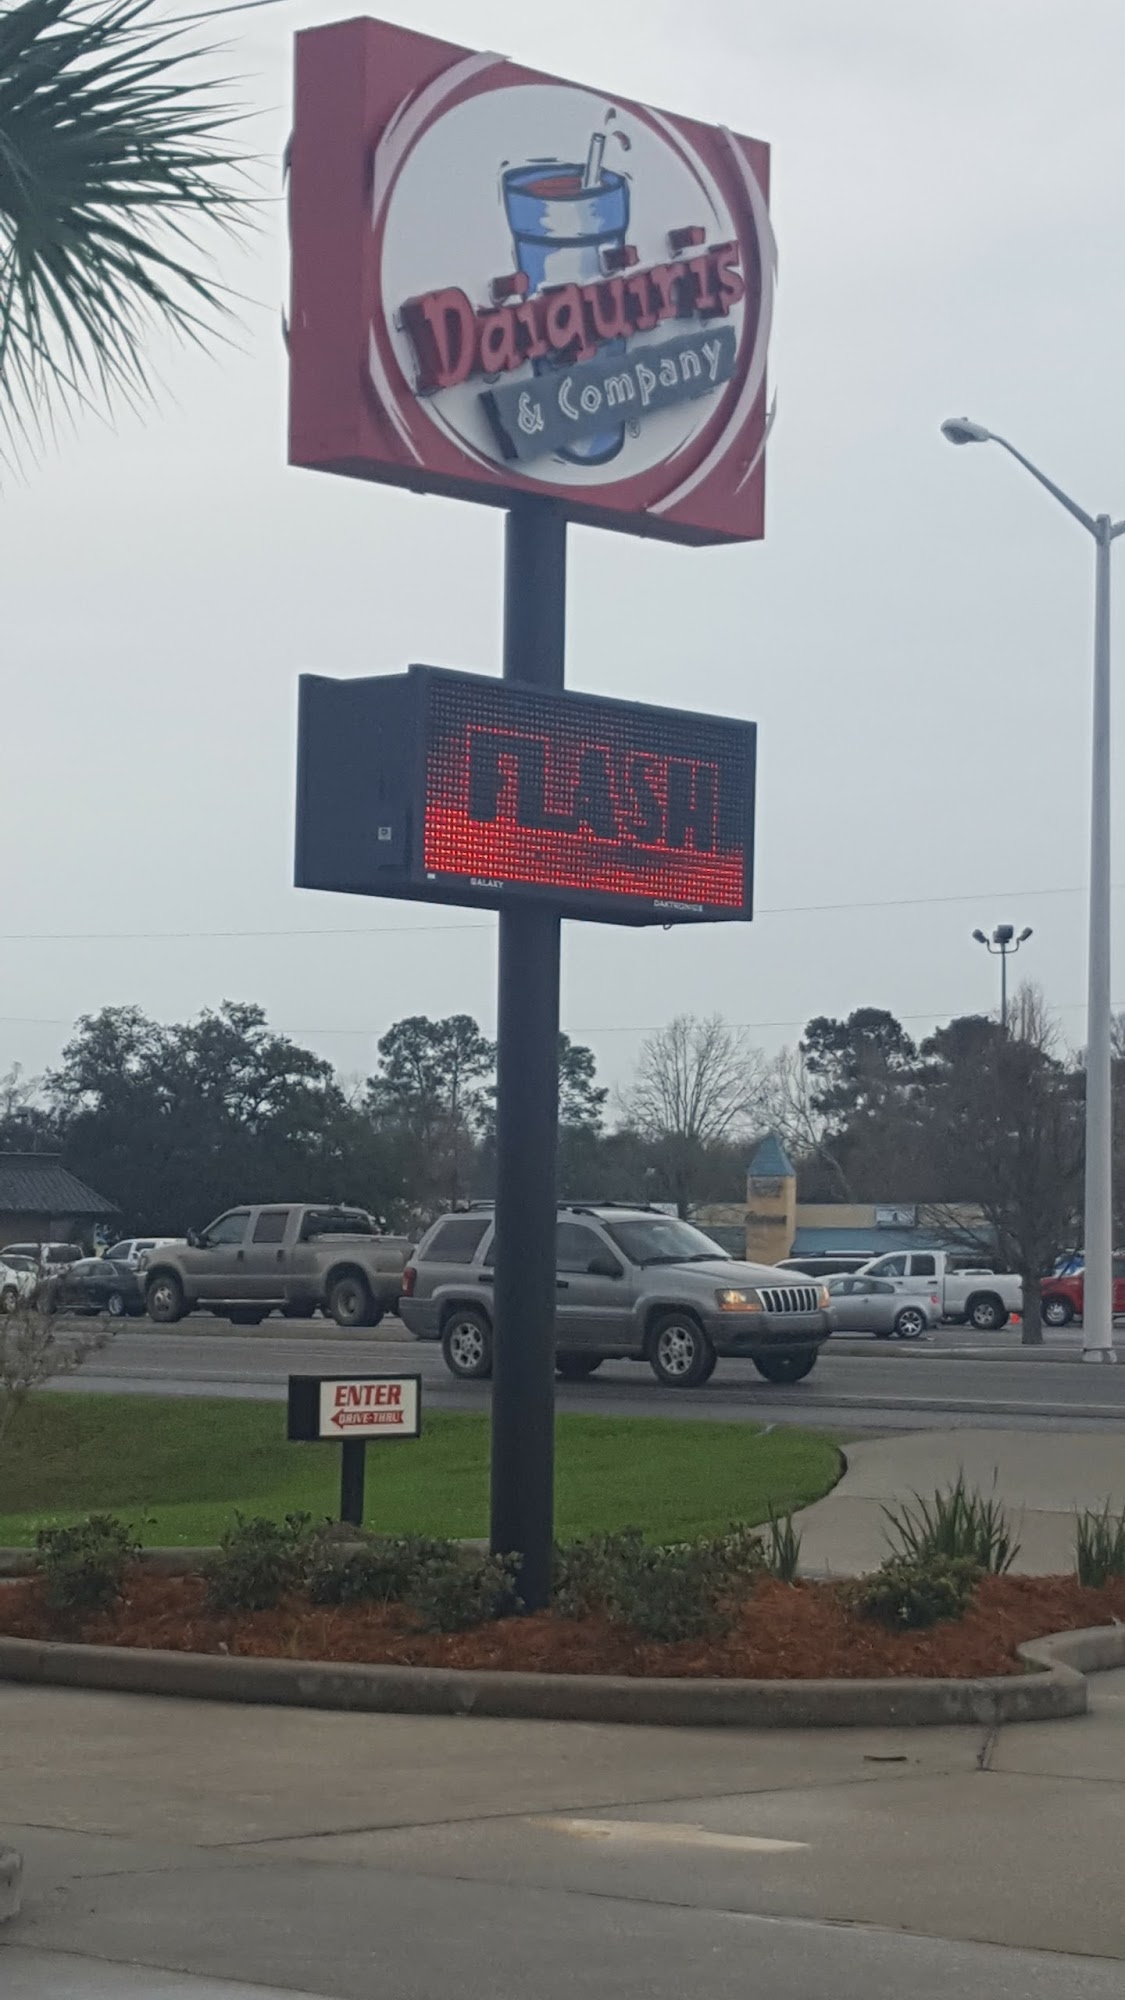 Daiquiris
& Company
®
FLASH
GALAXY
DAKTRONICS
ENTER
DRIVE-THRU